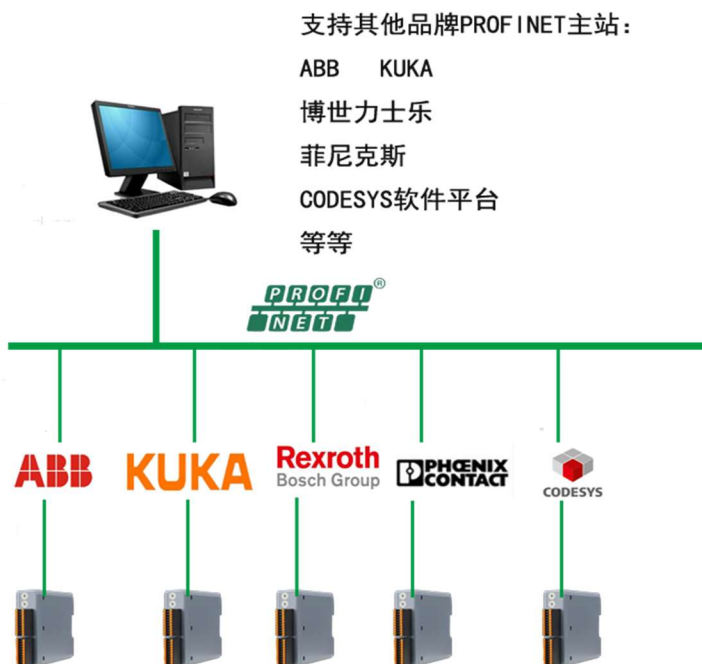 支持其他品牌PROFINET主站：
ABB KUKA
博世力士乐
菲尼克斯
CODESYS软件平台
等等
PROFI®
NET
ABB
KUKA
Rexroth
Bosch Group
PHŒNIX
CONTACT
CODESYS